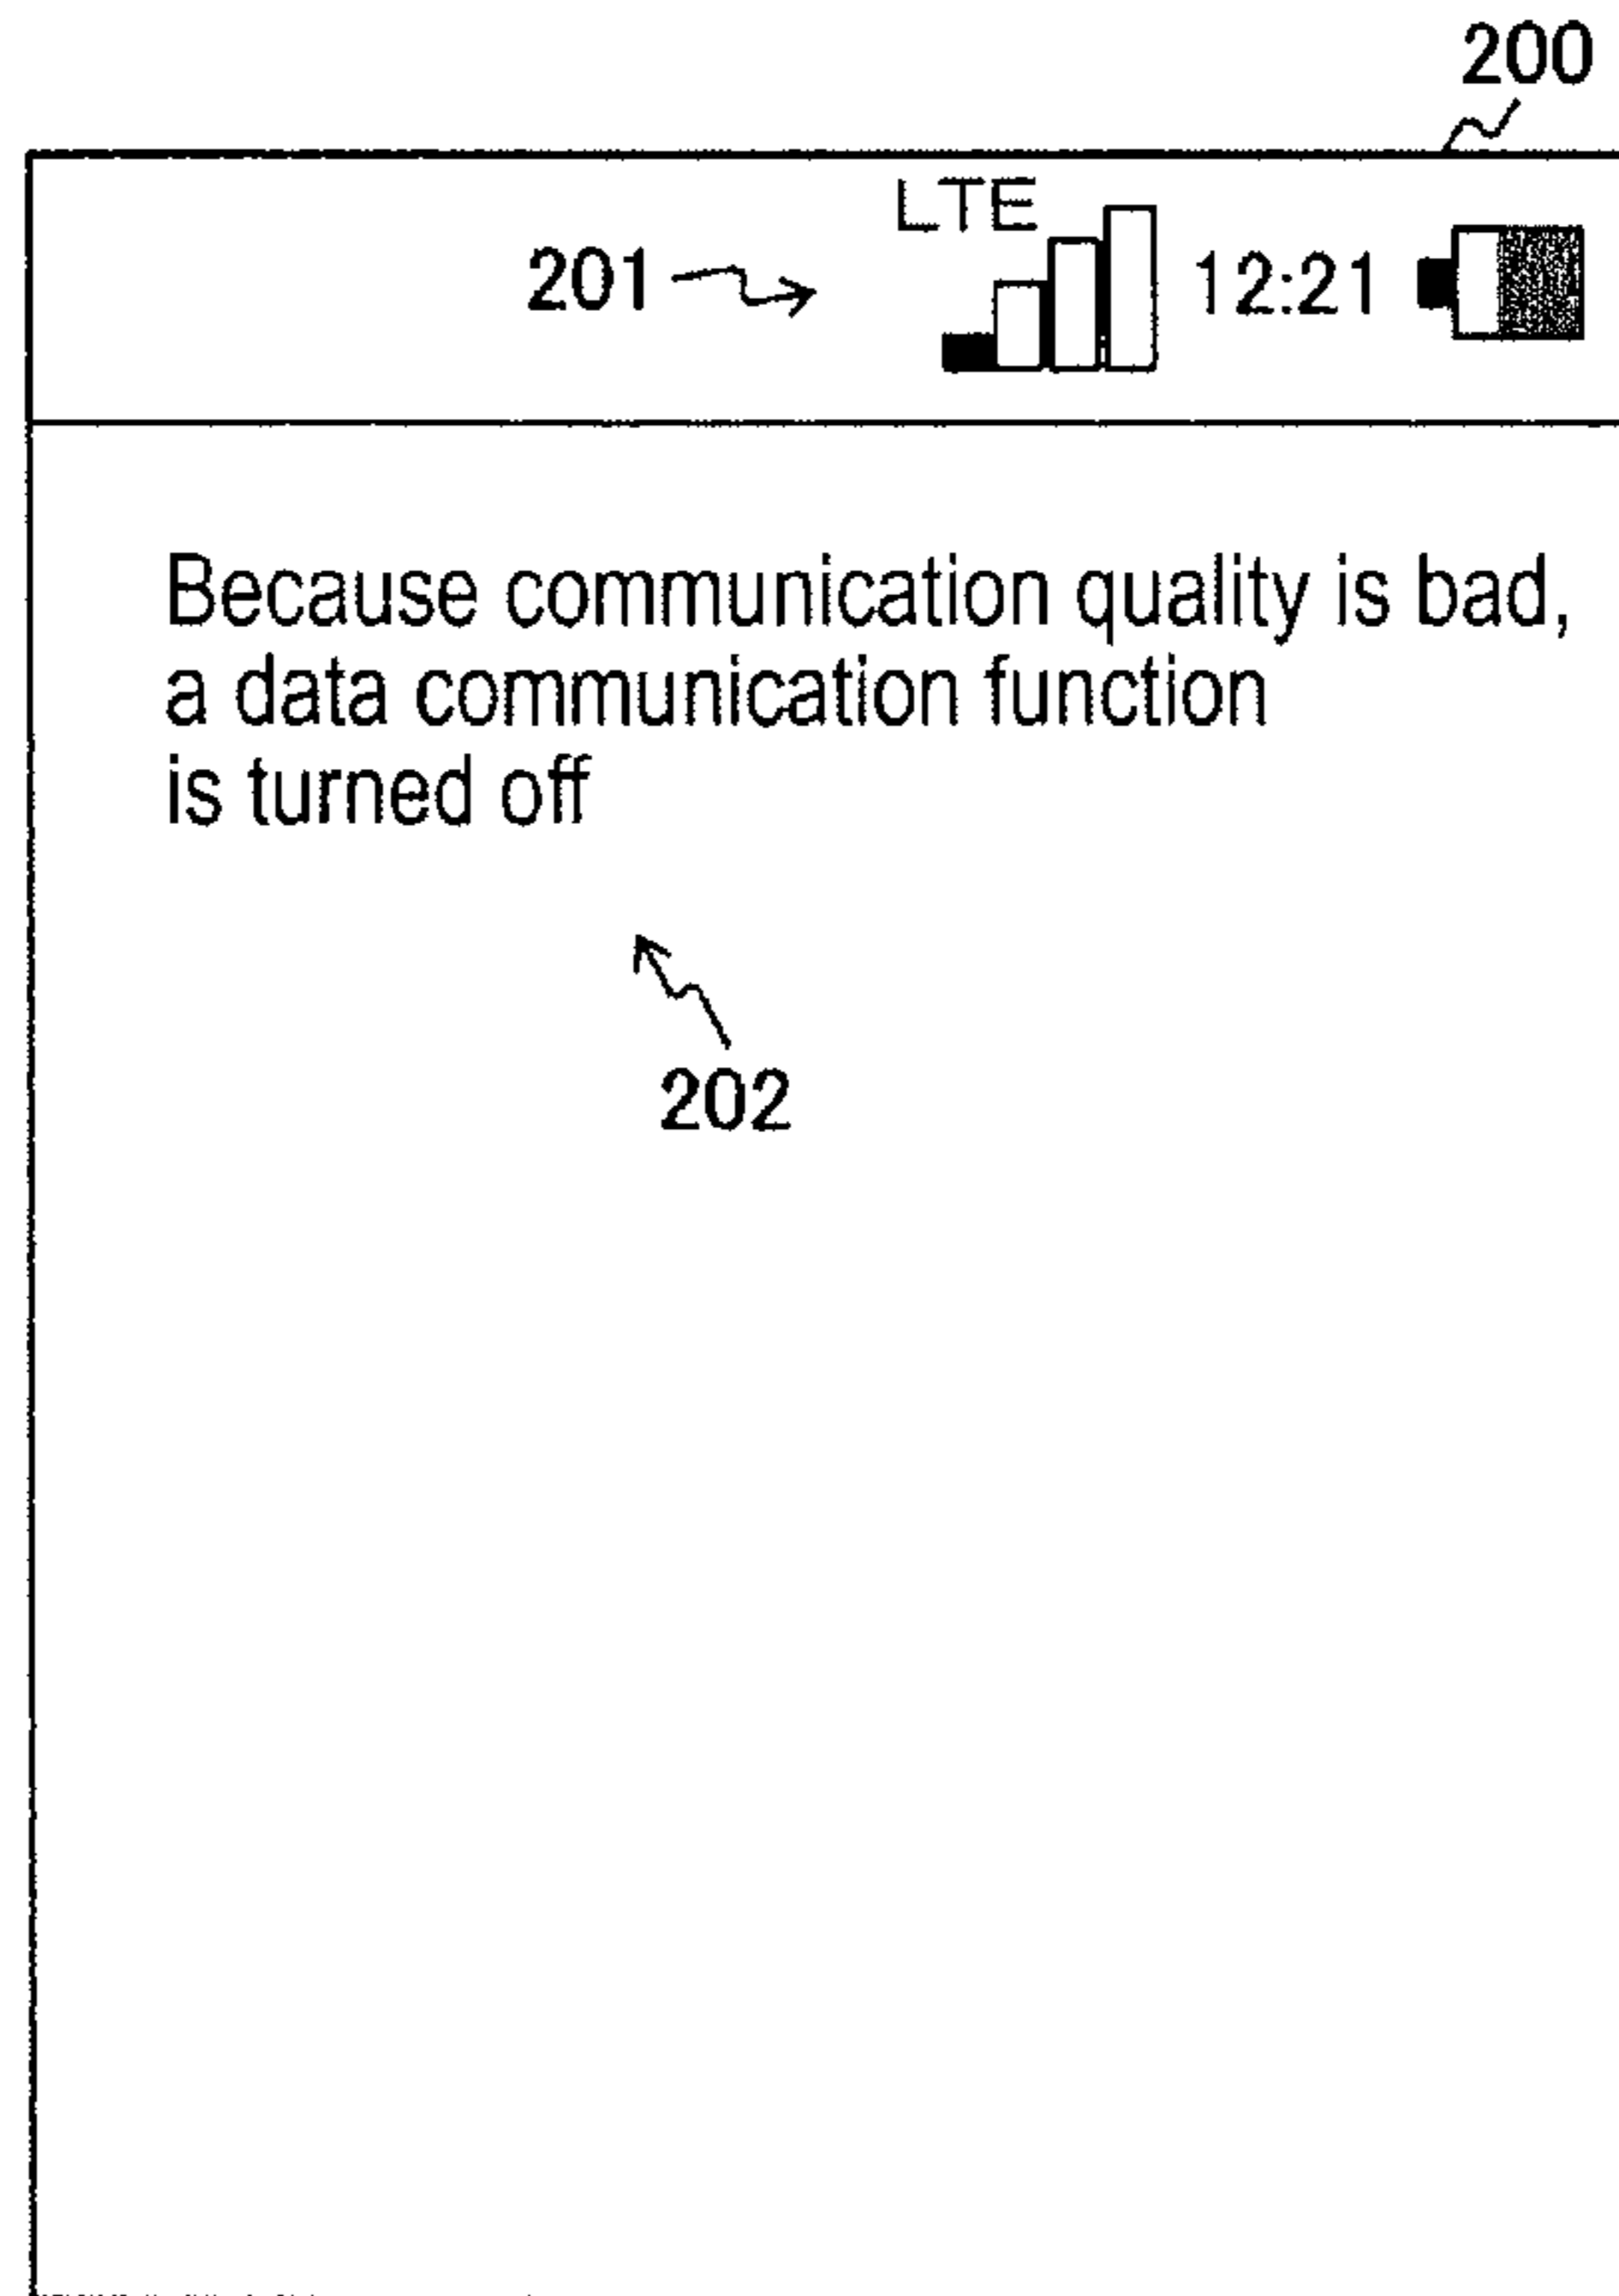 200
LTE
201
12:21
Because communication quality is bad,
a data communication function
is turned off
202